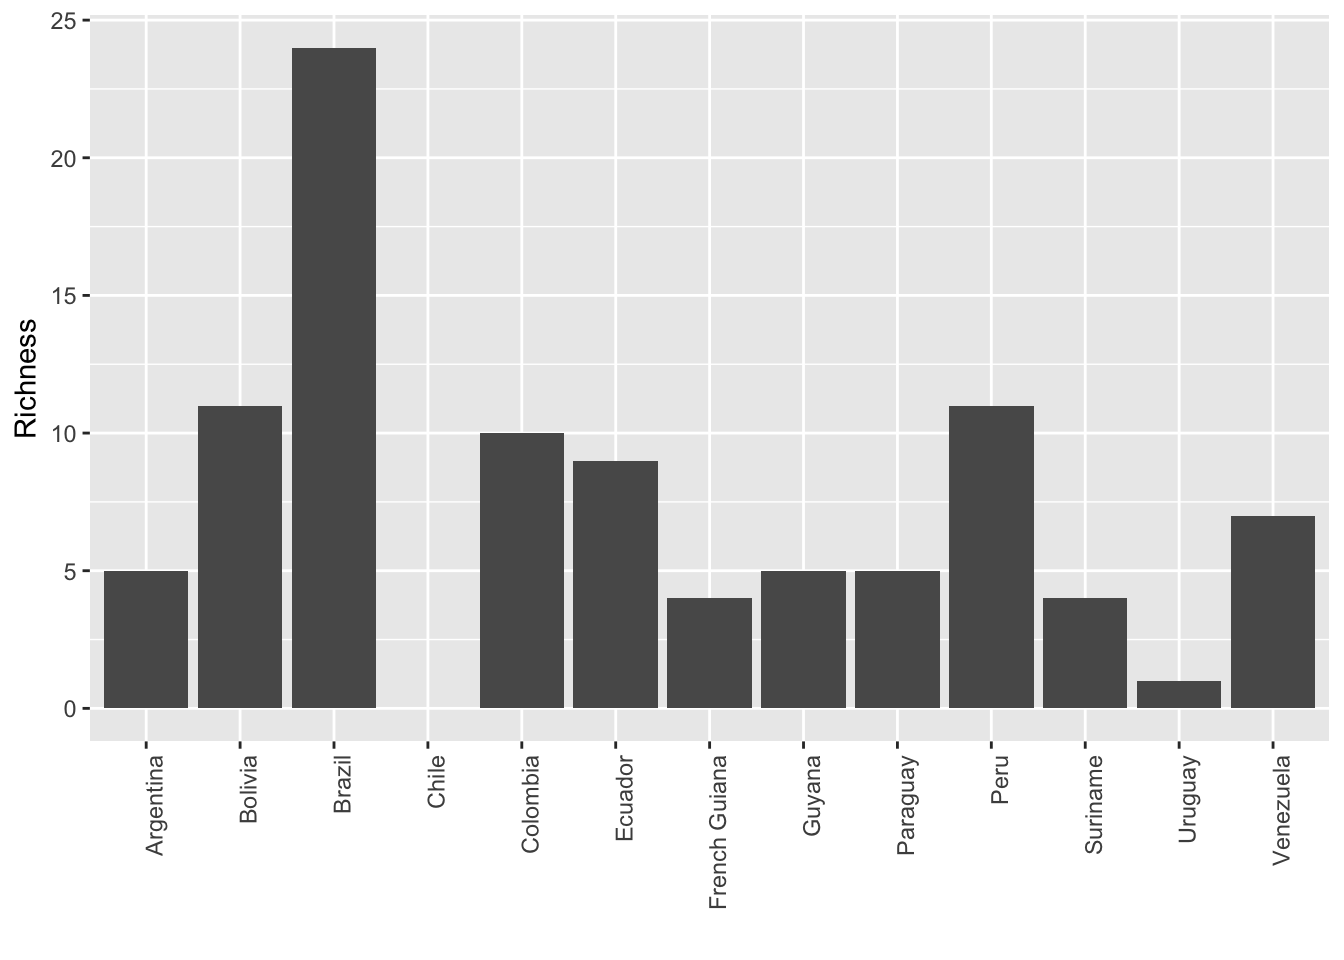 Richness
25
20
15
10
5
0
Argentina
Bolivia
Brazil
Chile
Colombia
Ecuador
French Guiana
Guyana
Paraguay
Peru
Suriname
Uruguay
Venezuela